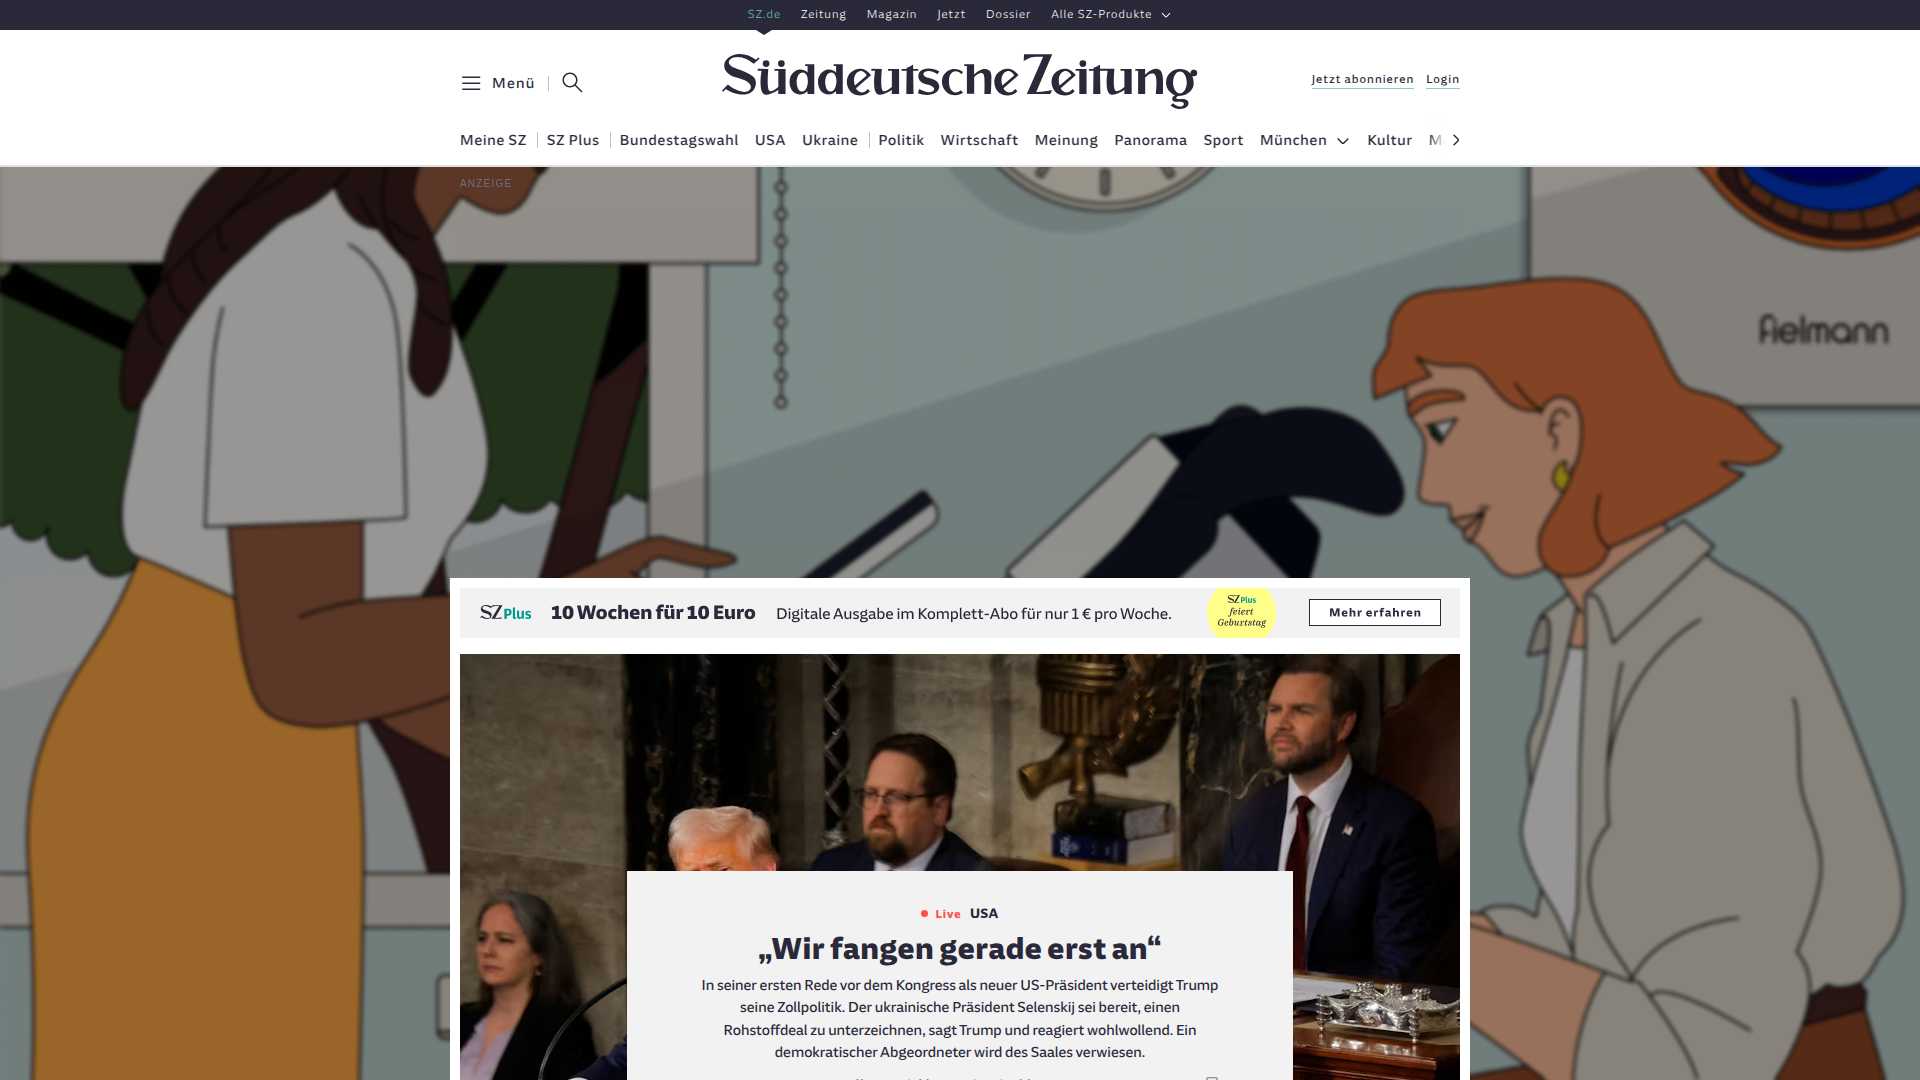 SZ.de Zeitung Magazin Jetzt Dossier Alle SZ-Produkte
Menü
Süddeutsche Zeitung
Jetzt abonnieren Login
Meine SZ SZ Plus Bundestagswahl USA Ukraine Politik Wirtschaft Meinung Panorama Sport München Kultur M
ANZEIGE
fielmann
SZ Plus 10 Wochen für 10 Euro Digitale Ausgabe im Komplett-Abo für nur 1 € pro Woche.
SZ Plus
feiert
Geburtstag
Mehr erfahren
Live USA
„Wir fangen gerade erst an“
In seiner ersten Rede vor dem Kongress als neuer US-Präsident verteidigt Trump
seine Zollpolitik. Der ukrainische Präsident Selenskij sei bereit, einen
Rohstoffdeal zu unterzeichnen, sagt Trump und reagiert wohlwollend. Ein
demokratischer Abgeordneter wird des Saales verwiesen.